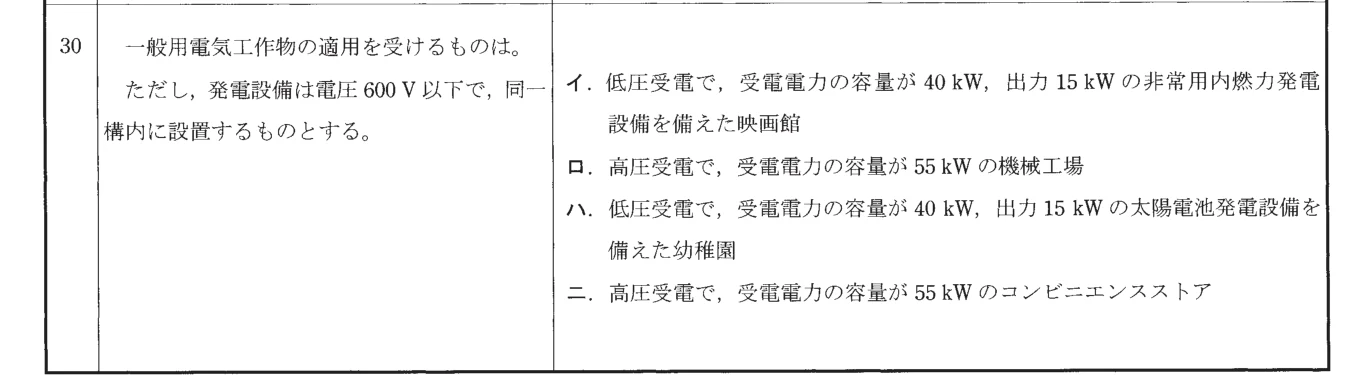 30
一般用電気工作物の適用を受けるものは。
ただし，発電設備は電圧 600 V 以下で，同一
構内に設置するものとする。
イ．低圧受電で，受電電力の容量が 40 kW，出力 15 kW の非常用内燃力発電
設備を備えた映画館
ロ．高圧受電で，受電電力の容量が 55 kW の機械工場
ハ．低圧受電で，受電電力の容量が 40 kW，出力 15 kW の太陽電池発電設備を
備えた幼稚園
ニ．高圧受電で，受電電力の容量が 55 kW のコンビニエンスストア